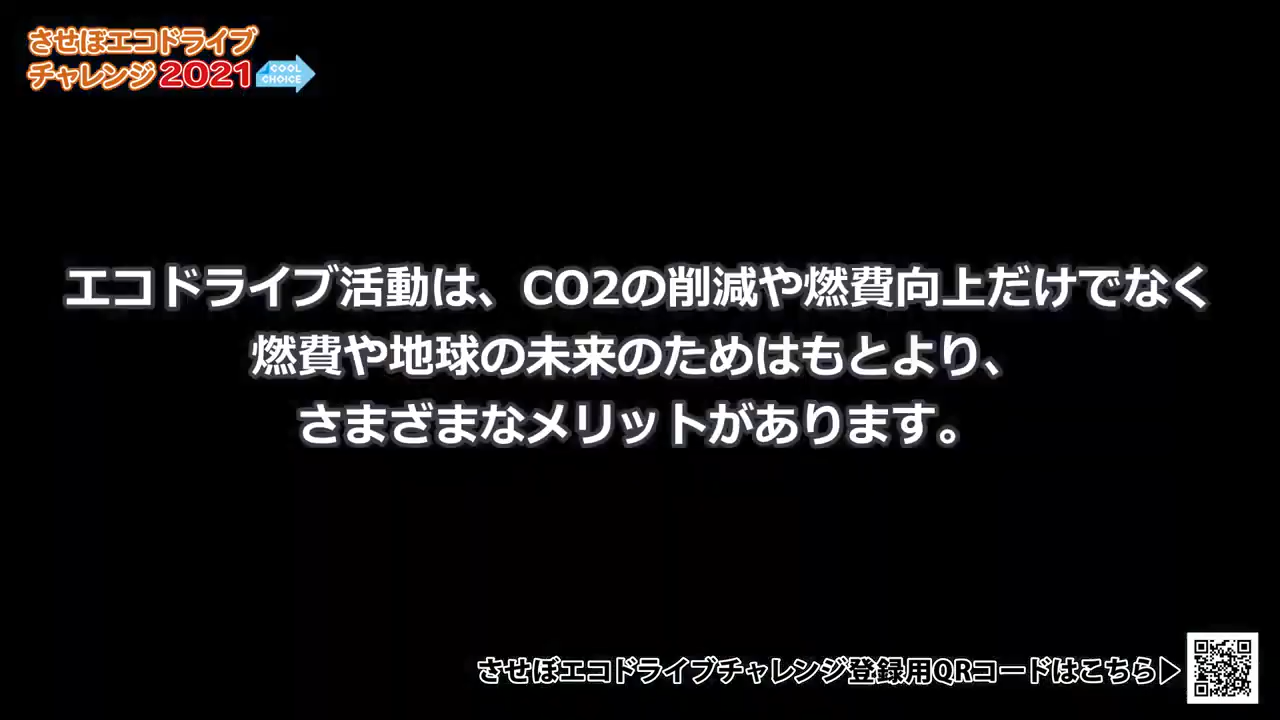 させぼエコドライブ
チャレンジ2021
COOL
CHOICE
エコドライブ活動は、CO2の削減や燃費向上だけでなく
燃費や地球の未来のためはもとより、
さまざまなメリットがあります。
させぼエコドライブチャレンジ登録用QRコードはこちら▷